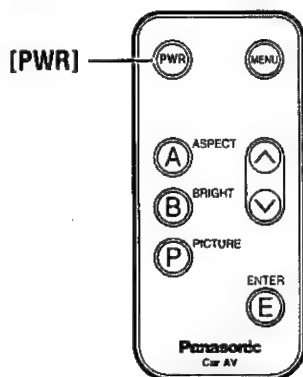 [PWR]
PWR MENU
A ASPECT
B BRIGHT
P PICTURE
ENTER
E
Panasonic
Car AV